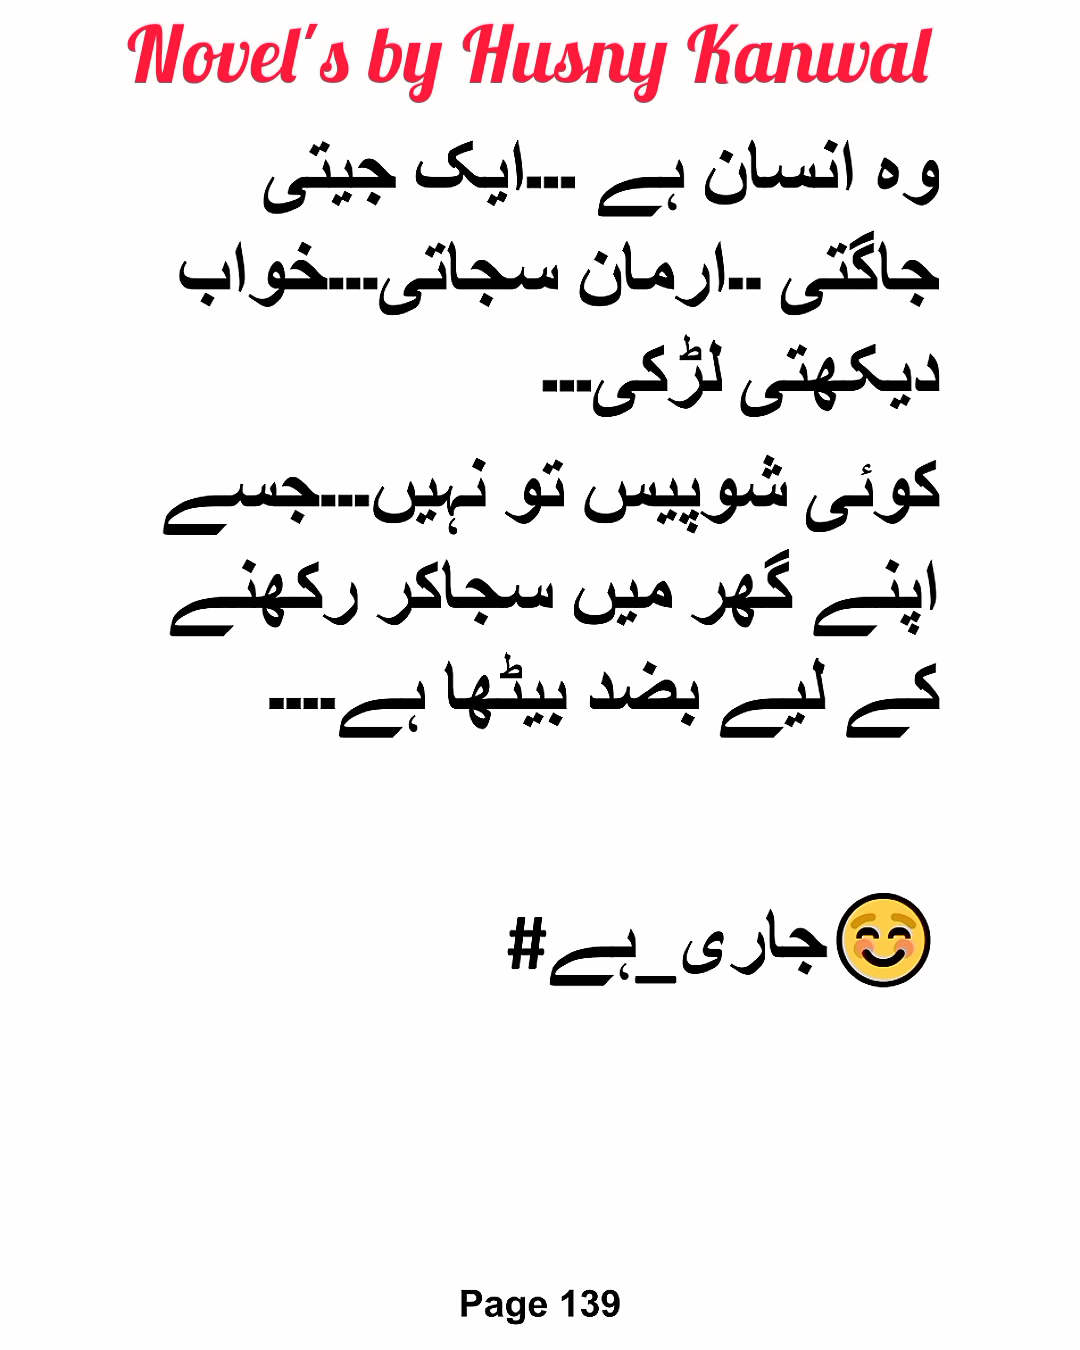 Novel's by Husny Kanwal
وہ انسان ہے ...ایک جیتی
جاگتی ..ارمان سجاتی...خواب
دیکھتی لڑکی...
کوئی شوپیس تو نہیں...جسے
اپنے گھر میں سجاکر رکھنے
کے لیے بضد بیٹھا ہے....
😊جاری_ہے#
Page 139